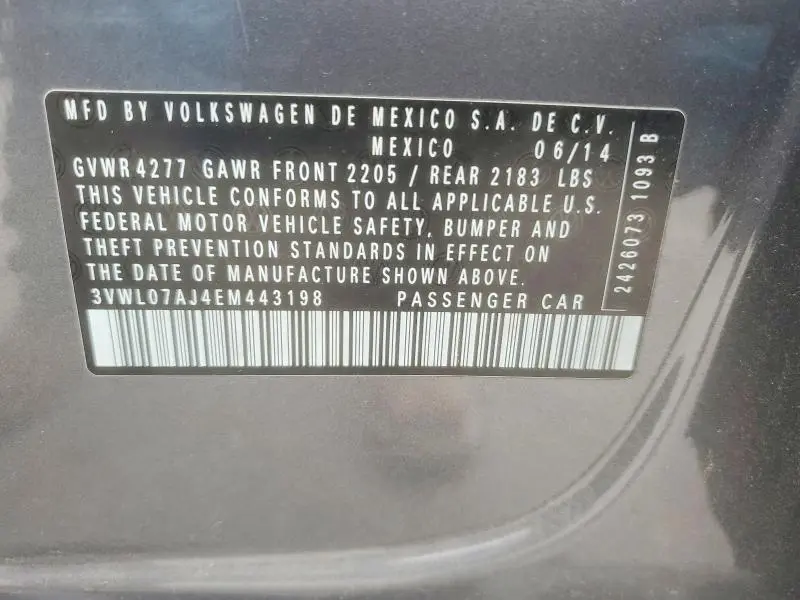 MFD BY VOLKSWAGEN DE MEXICO S.A. DE C.V.
MEXICO 06/14
GVWR 4277 GAWR FRONT 2205 / REAR 2183 LBS
THIS VEHICLE CONFORMS TO ALL APPLICABLE U.S.
FEDERAL MOTOR VEHICLE SAFETY, BUMPER AND
THEFT PREVENTION STANDARDS IN EFFECT ON
THE DATE OF MANUFACTURE SHOWN ABOVE.
3VWL07AJ4EM443198 PASSENGER CAR
2426073 1093 B